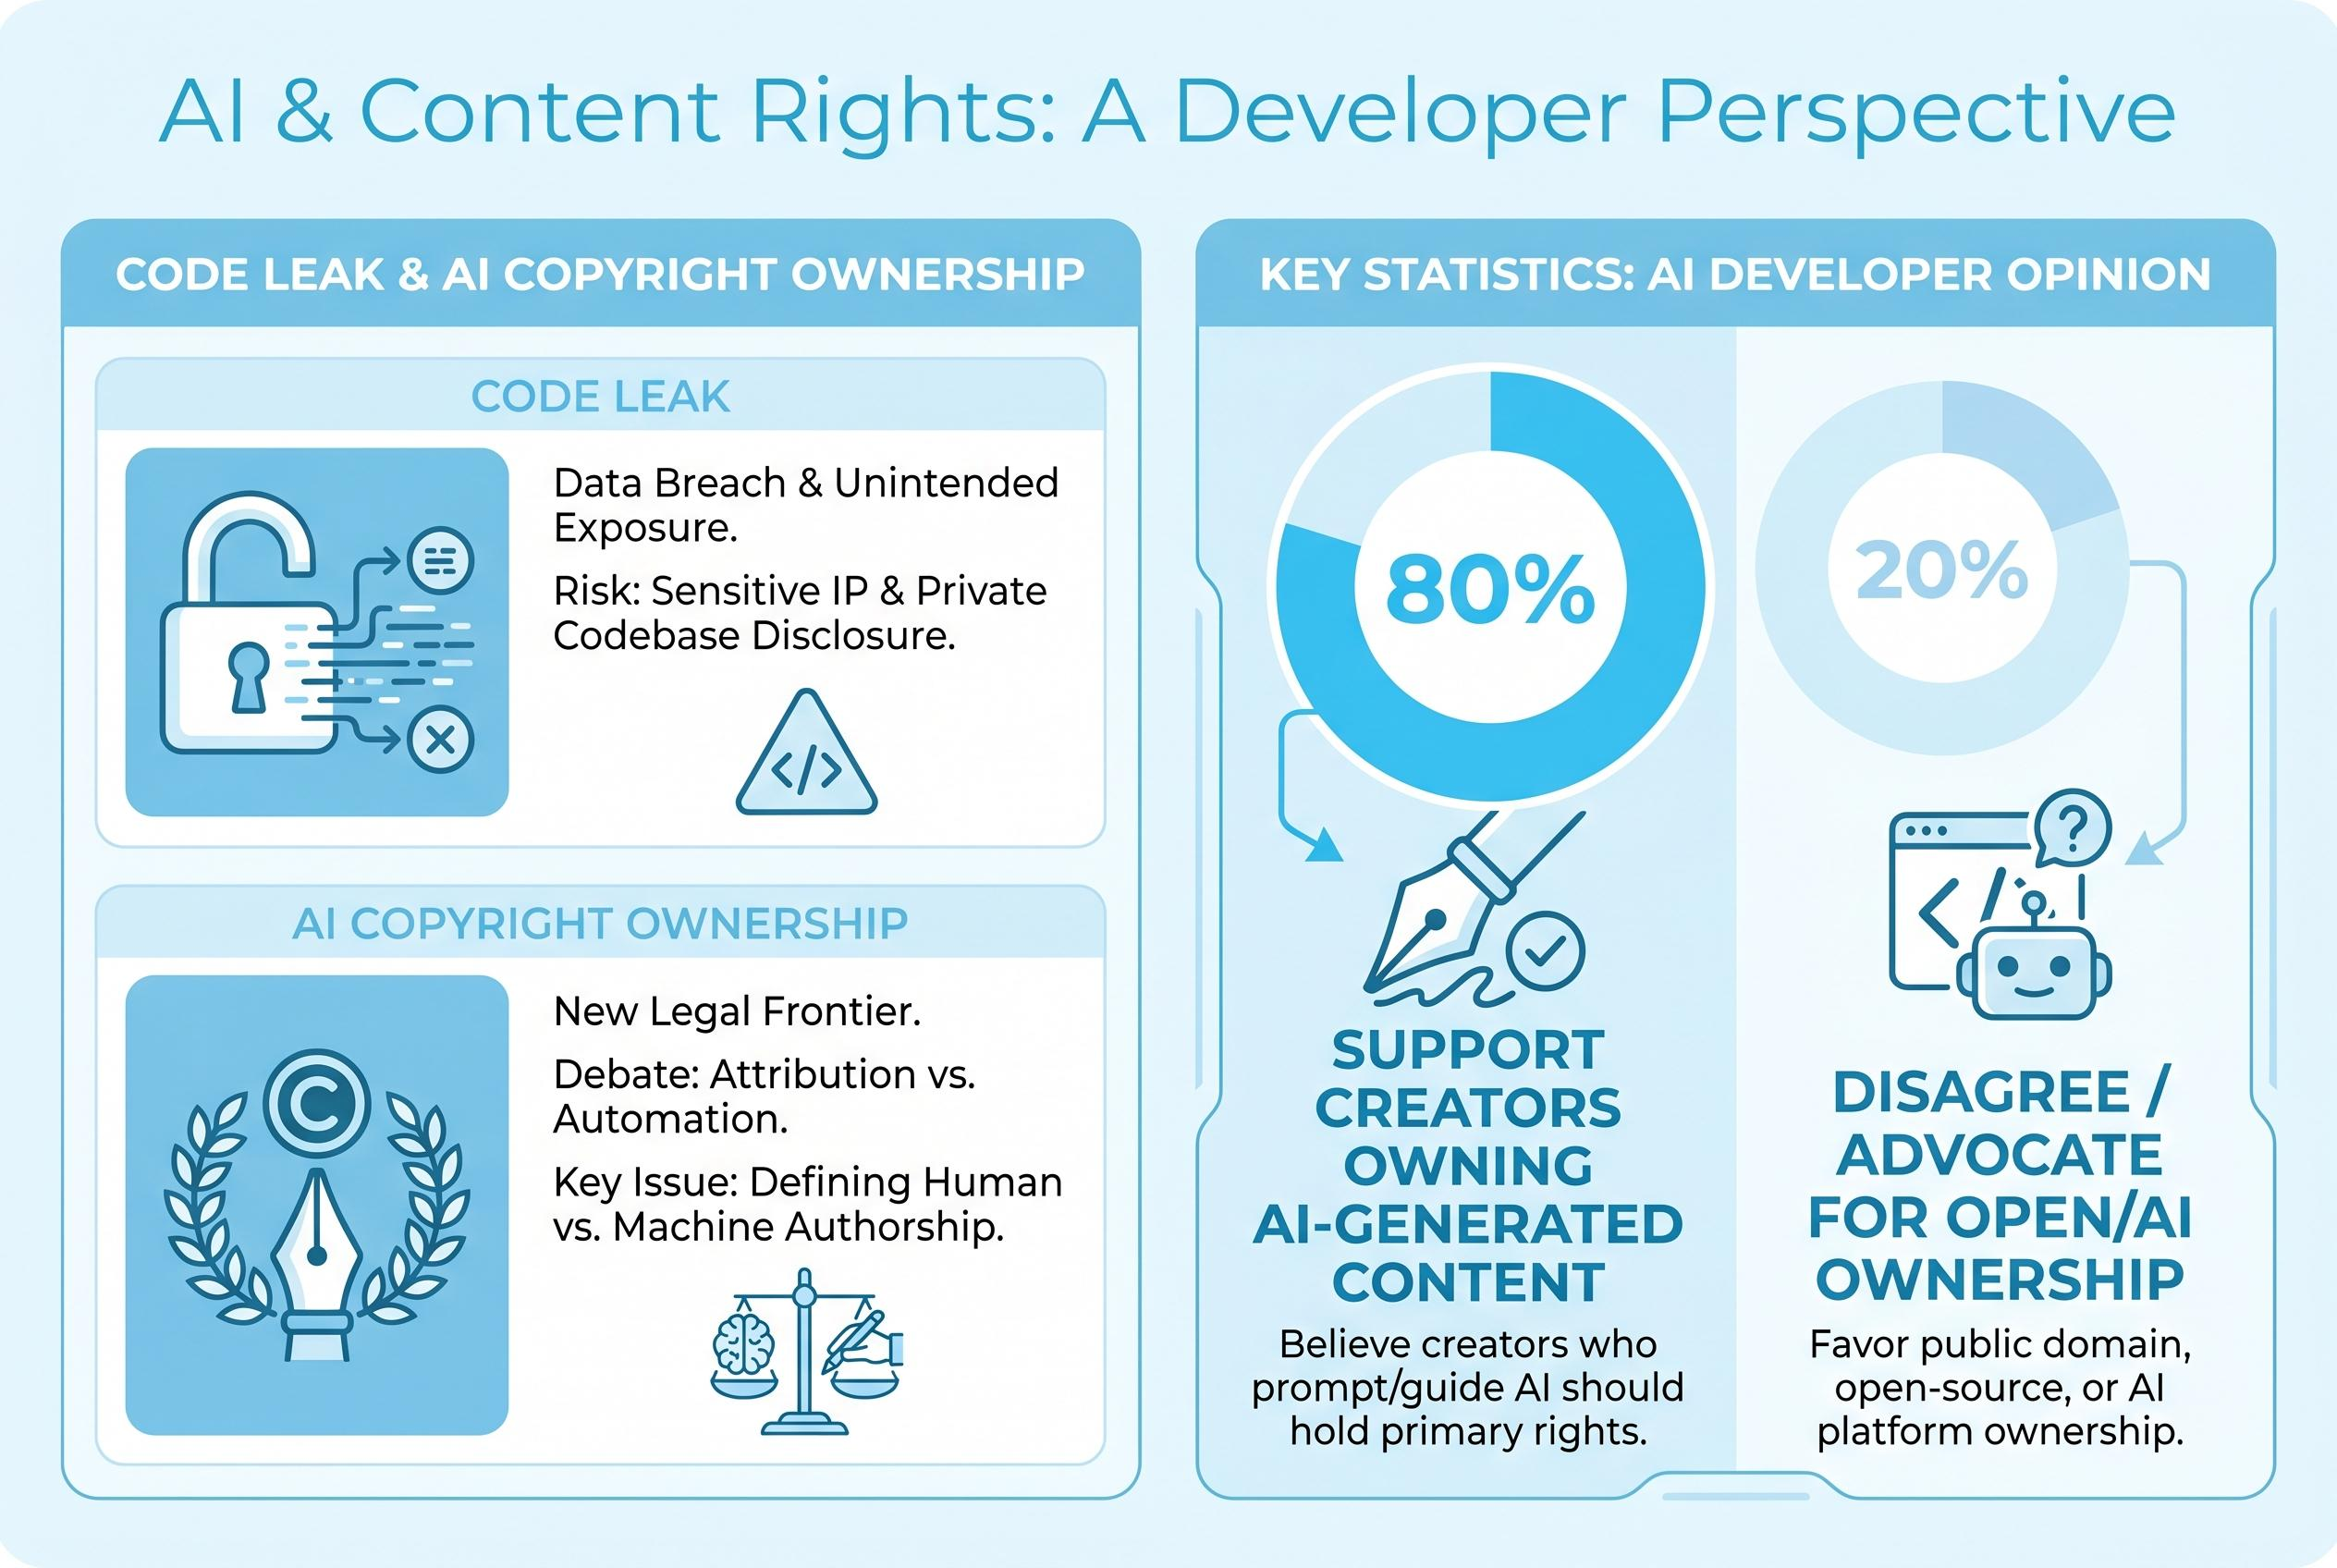 AI & Content Rights: A Developer Perspective
CODE LEAK & AI COPYRIGHT OWNERSHIP
CODE LEAK
Data Breach & Unintended
Exposure.
Risk: Sensitive IP & Private
Codebase Disclosure.
</>
AI COPYRIGHT OWNERSHIP
C
New Legal Frontier.
Debate: Attribution vs.
Automation.
Key Issue: Defining Human
vs. Machine Authorship.
KEY STATISTICS: AI DEVELOPER OPINION
80%
SUPPORT
CREATORS
OWNING
AI-GENERATED
CONTENT
Believe creators who
prompt/guide AI should
hold primary rights.
20%
?
DISAGREE /
ADVOCATE
FOR OPEN/AI
OWNERSHIP
Favor public domain,
open-source, or AI
platform ownership.